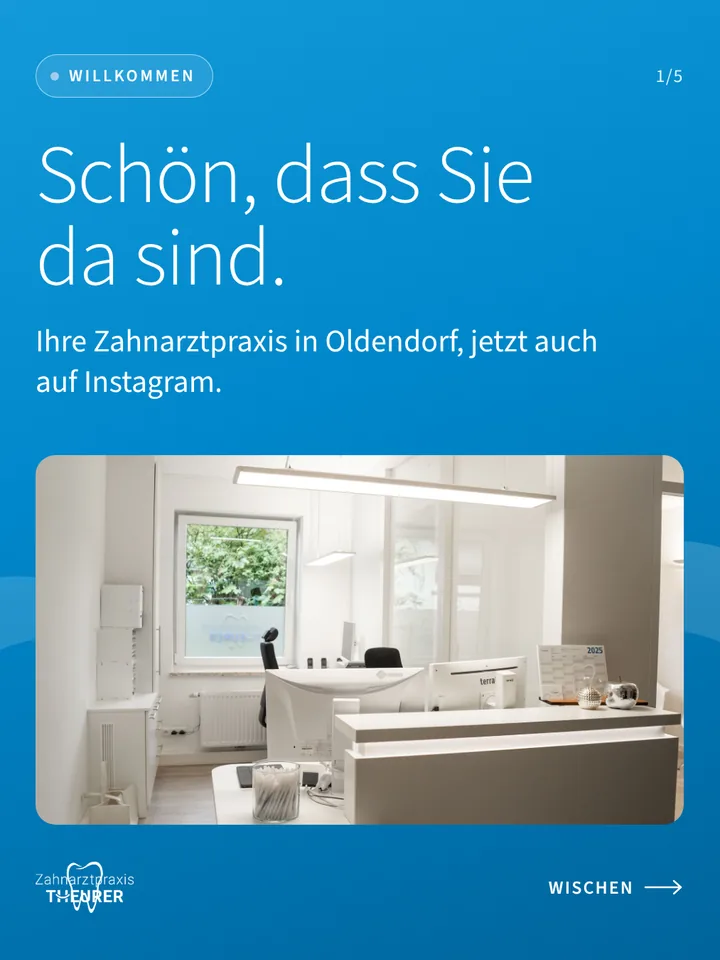 WILLKOMMEN
1/5
Schön, dass Sie
da sind.
Ihre Zahnarztpraxis in Oldendorf, jetzt auch
auf Instagram.
2025
terra
Zahnarztpraxis
THEURER
WISCHEN